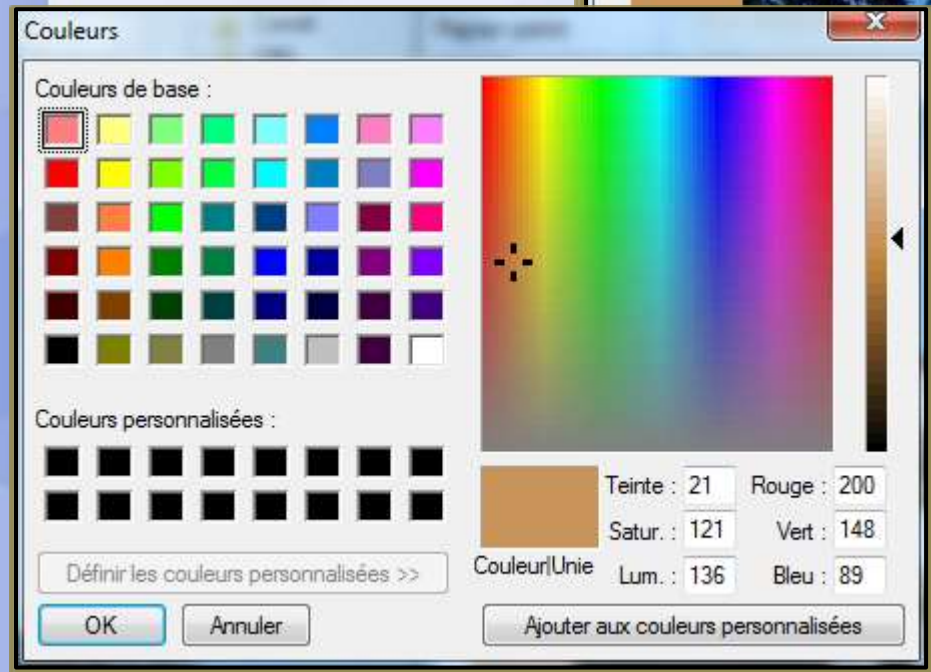 Couleurs
Couleurs de base :
Couleurs personnalisées :
Définir les couleurs personnalisées >>
OK
Annuler
Couleur|Unie
Teinte : 21
Rouge : 200
Satur. : 121
Vert : 148
Lum. : 136
Bleu : 89
Ajouter aux couleurs personnalisées